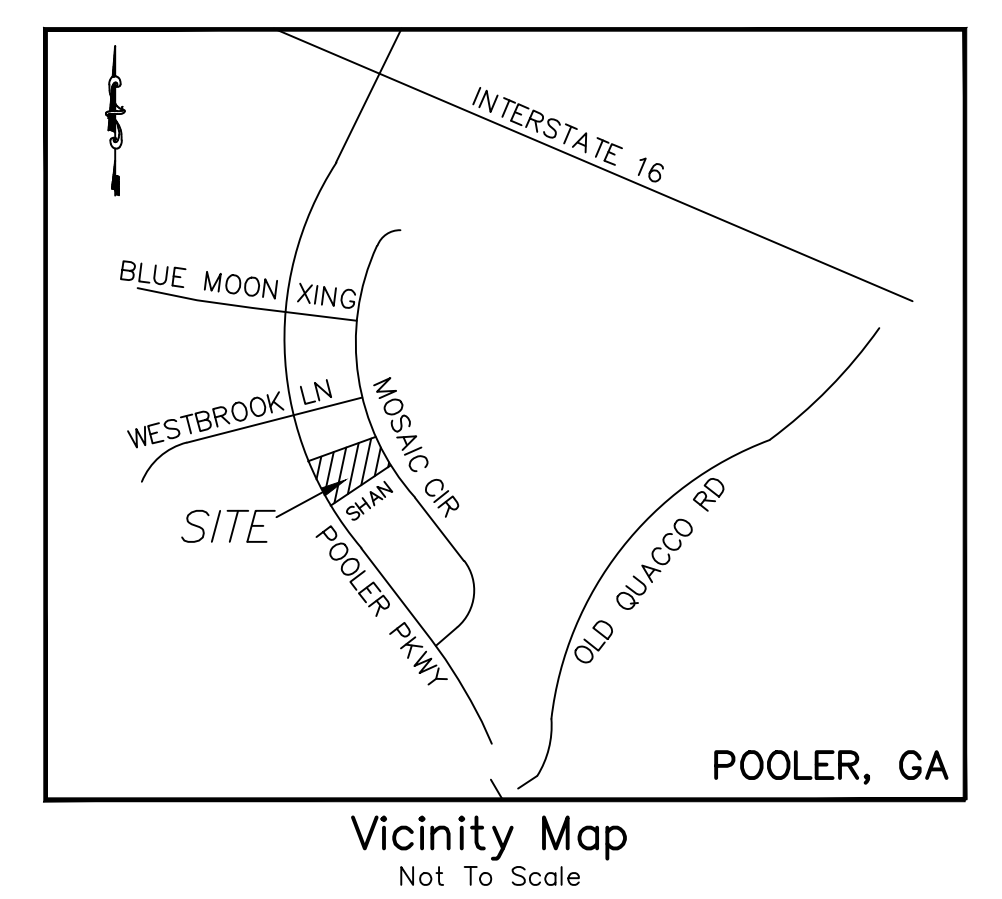 INTERSTATE 16
BLUE MOON XING
WESTBROOK LN
MOSAIC CIR
SITE
SHAN
POOLER PKWY
OLD QUACCO RD
POOLER, GA
Vicinity Map
Not To Scale